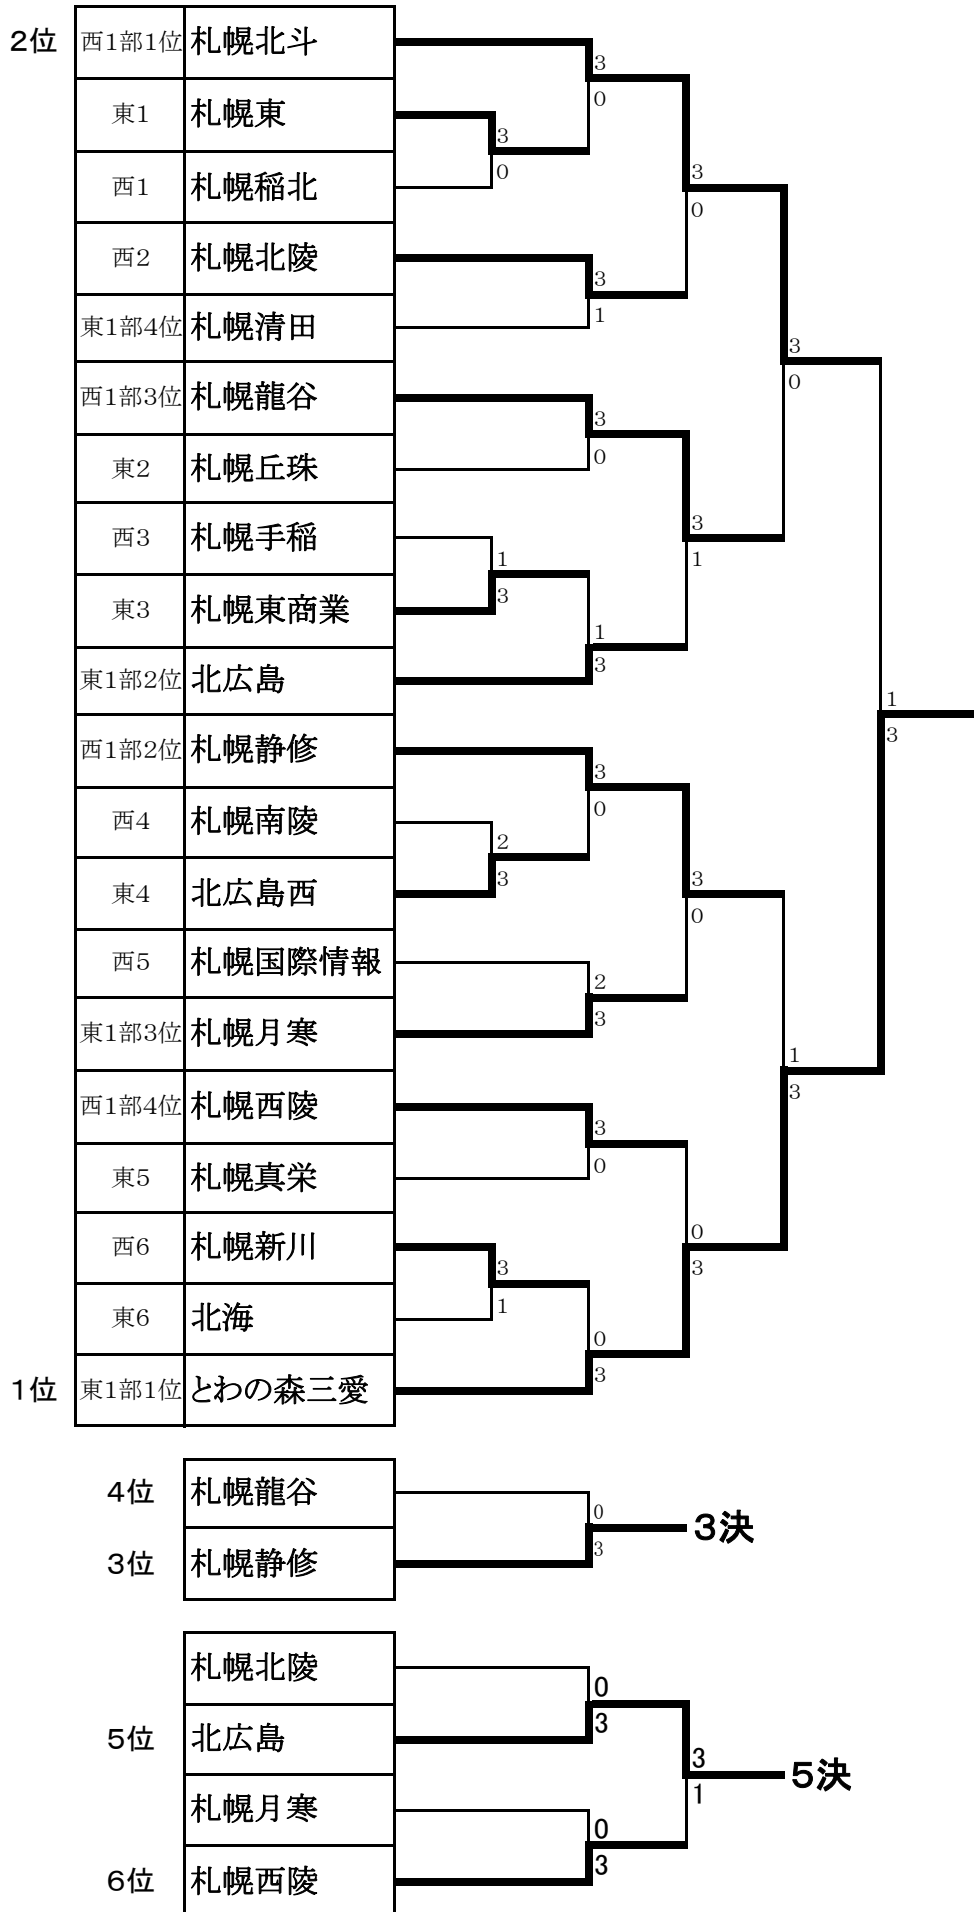 2位 西1部1位 札幌北斗
3
0
東1 札幌東
3
0
3
0
西1 札幌稲北
西2 札幌北陵
3
1
東1部4位 札幌清田
3
0
西1部3位 札幌龍谷
3
0
東2 札幌丘珠
3
1
西3 札幌手稲
1
3
東3 札幌東商業
1
3
東1部2位 北広島
1
3
西1部2位 札幌静修
3
0
西4 札幌南陵
2
3
東4 北広島西
3
0
西5 札幌国際情報
2
3
東1部3位 札幌月寒
1
3
西1部4位 札幌西陵
3
0
東5 札幌真栄
0
3
西6 札幌新川
3
1
東6 北海
0
3
1位 東1部1位 とわの森三愛
4位 札幌龍谷
0
3
3決
3位 札幌静修
札幌北陵
0
3
5位 北広島
3
1
5決
札幌月寒
0
3
6位 札幌西陵